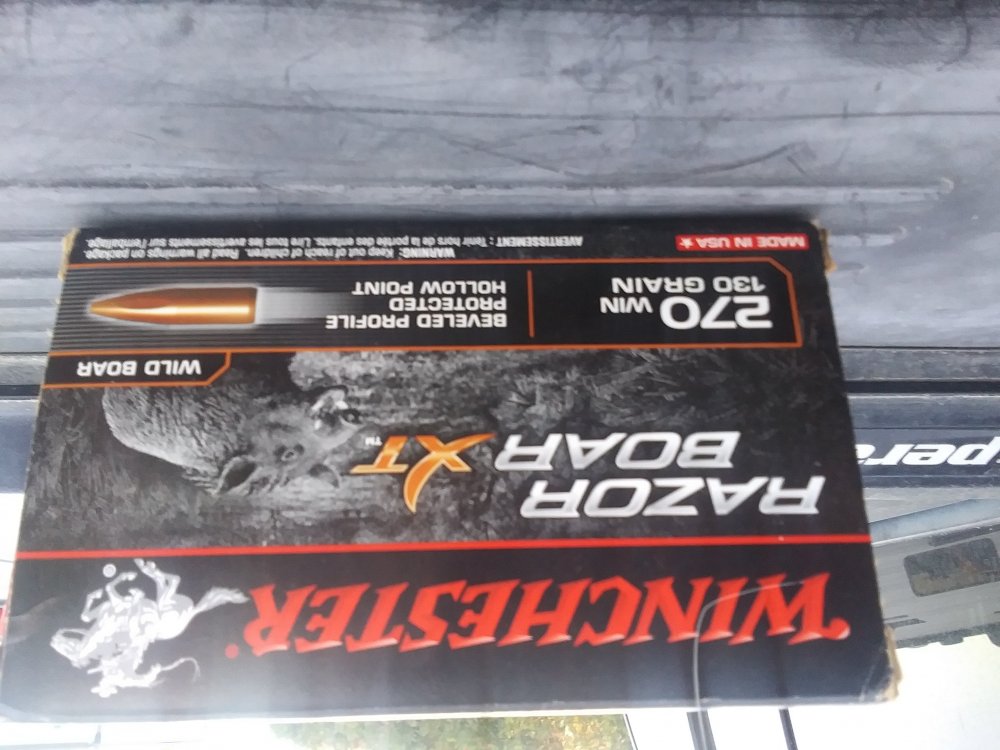 WINCHESTER
RAZOR
BOAR XT™
WILD BOAR
270 WIN
130 GRAIN
BEVELED PROFILE
PROTECTED
HOLLOW POINT
MADE IN USA
WARNING: Keep out of reach of children. Read all warnings on package.
AVERTISSEMENT : Tenir hors de la portée des enfants. Lire tous les avertissements sur l'emballage.
pera